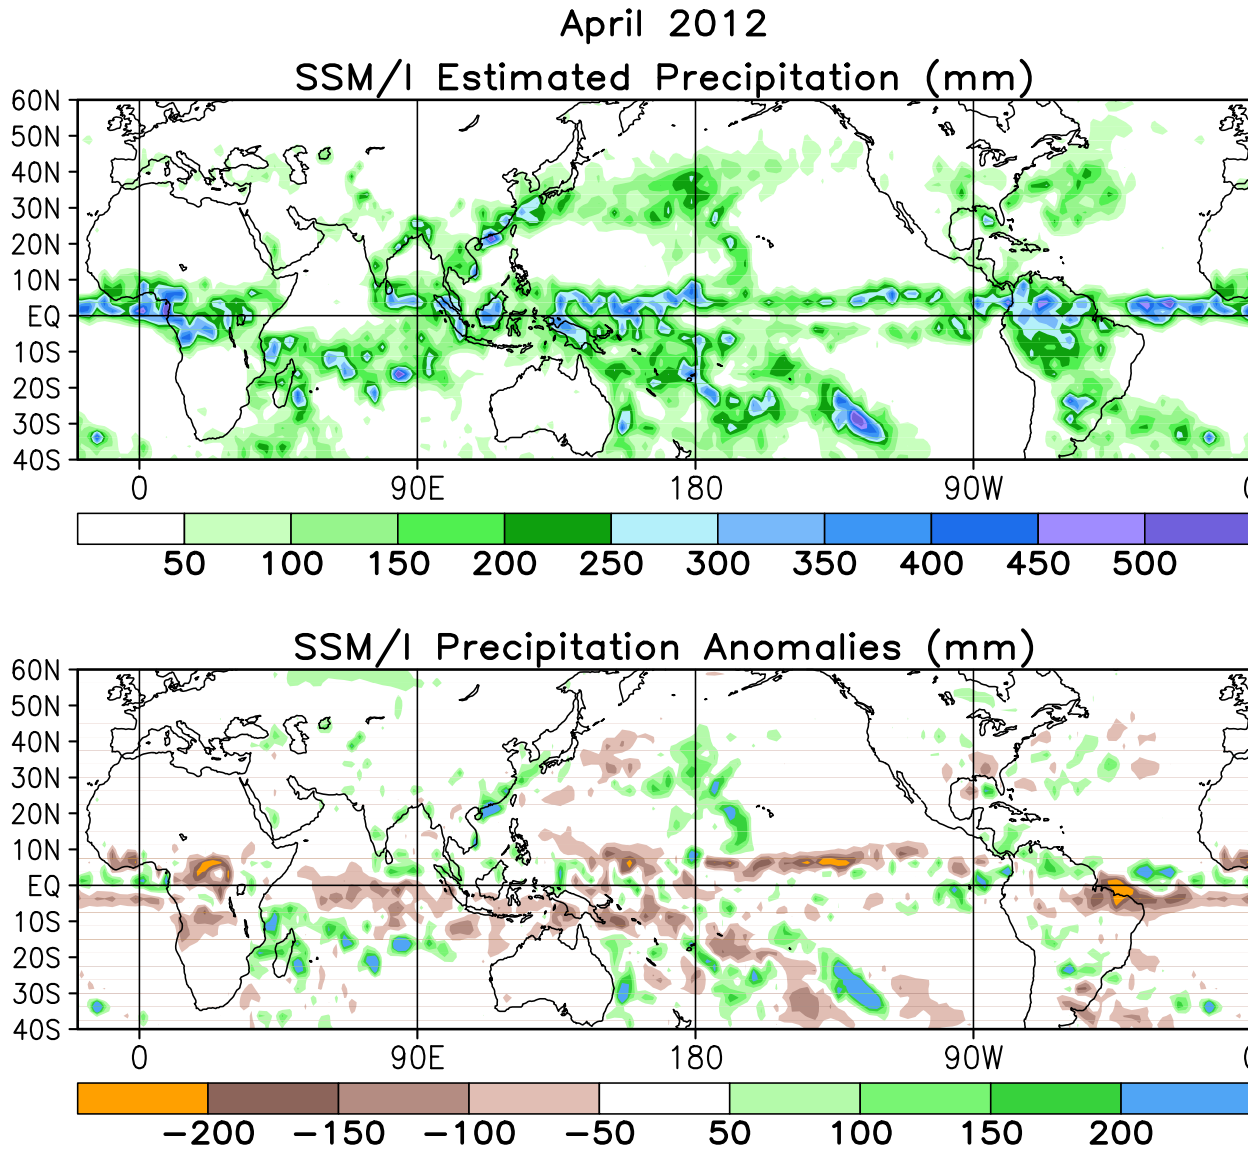 April 2012
SSM/I Estimated Precipitation (mm)
60N
50N
40N
30N
20N
10N
EQ
10S
20S
30S
40S
0 90E 180 90W 0
50 100 150 200 250 300 350 400 450 500
SSM/I Precipitation Anomalies (mm)
60N
50N
40N
30N
20N
10N
EQ
10S
20S
30S
40S
0 90E 180 90W 0
−200 −150 −100 −50 50 100 150 200